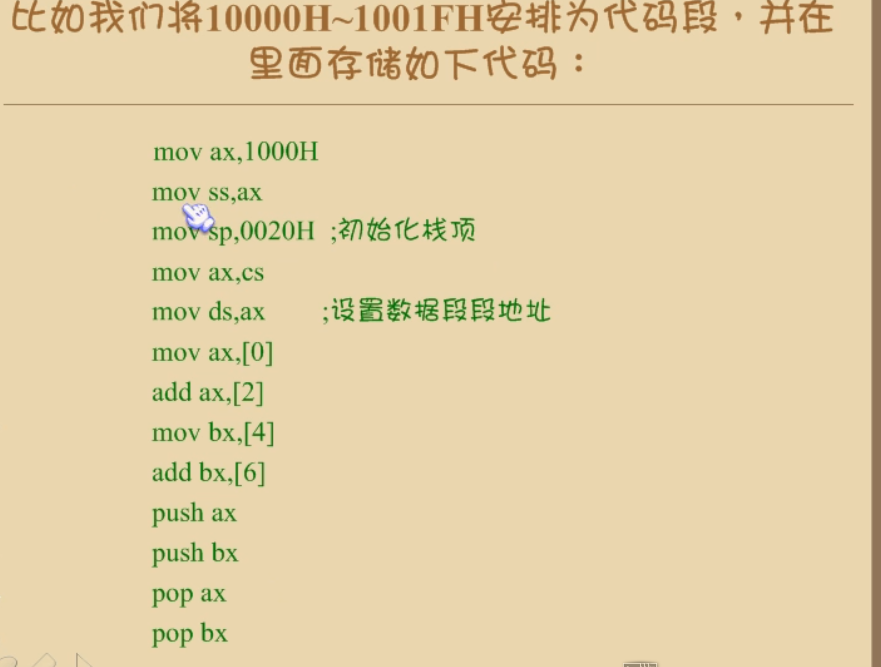 比如我们将10000H~1001FH安排为代码段，并在
里面存储如下代码：
mov ax,1000H
mov ss,ax
mov sp,0020H ;初始化栈顶
mov ax,cs
mov ds,ax ;设置数据段段地址
mov ax,[0]
add ax,[2]
mov bx,[4]
add bx,[6]
push ax
push bx
pop ax
pop bx